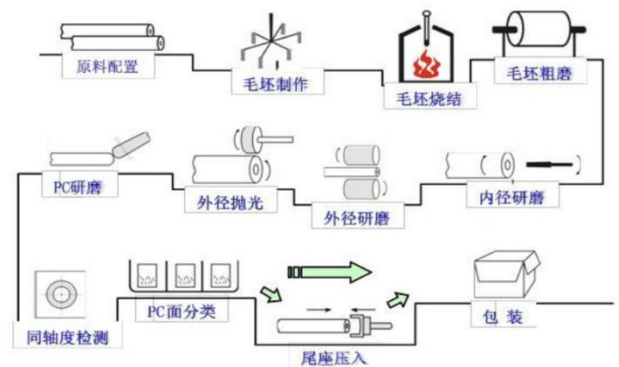 原料配置
毛坯制作
毛坯烧结
毛坯粗磨
PC研磨
外径抛光
外径研磨
内径研磨
同轴度检测
PC面分类
尾座压入
包 装